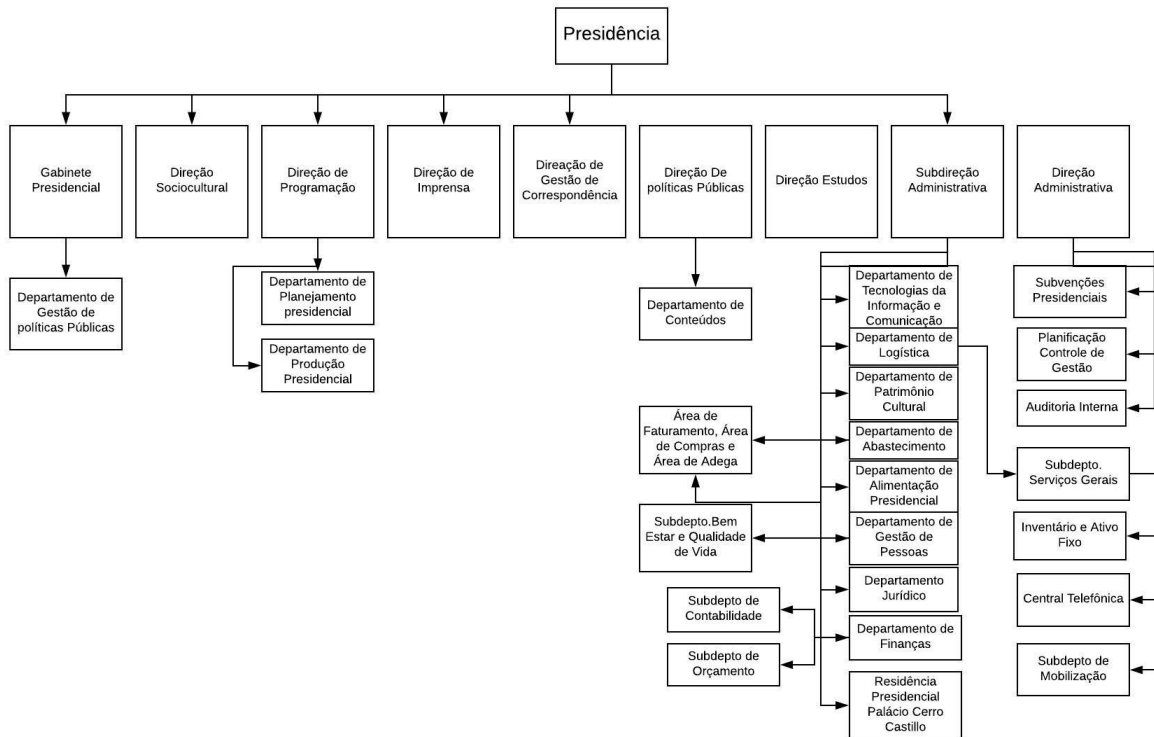 Presidência
Gabinete
Presidencial
Direção
Sociocultural
Direção de
Programação
Direção de
Imprensa
Direação de
Gestão de
Correspondência
Direção De
políticas Públicas
Direção Estudos
Subdireção
Administrativa
Direção
Administrativa
Departamento de
Gestão de
políticas Públicas
Departamento de
Planejamento
presidencial
Departamento de
Produção
Presidencial
Departamento de
Conteúdos
Departamento de
Tecnologias da
Informação e
Comunicação
Departamento de
Logística
Departamento de
Patrimônio
Cultural
Departamento de
Abastecimento
Departamento de
Alimentação
Presidencial
Departamento de
Gestão de
Pessoas
Departamento
Jurídico
Departamento de
Finanças
Residência
Presidencial
Palácio Cerro
Castillo
Área de
Faturamento, Área
de Compras e
Área de Adega
Subdepto.Bem
Estar e Qualidade
de Vida
Subdepto de
Contabilidade
Subdepto de
Orçamento
Subvenções
Presidenciais
Planificação
Controle de
Gestão
Auditoria Interna
Subdepto.
Serviços Gerais
Inventário e Ativo
Fixo
Central Telefônica
Subdepto de
Mobilização